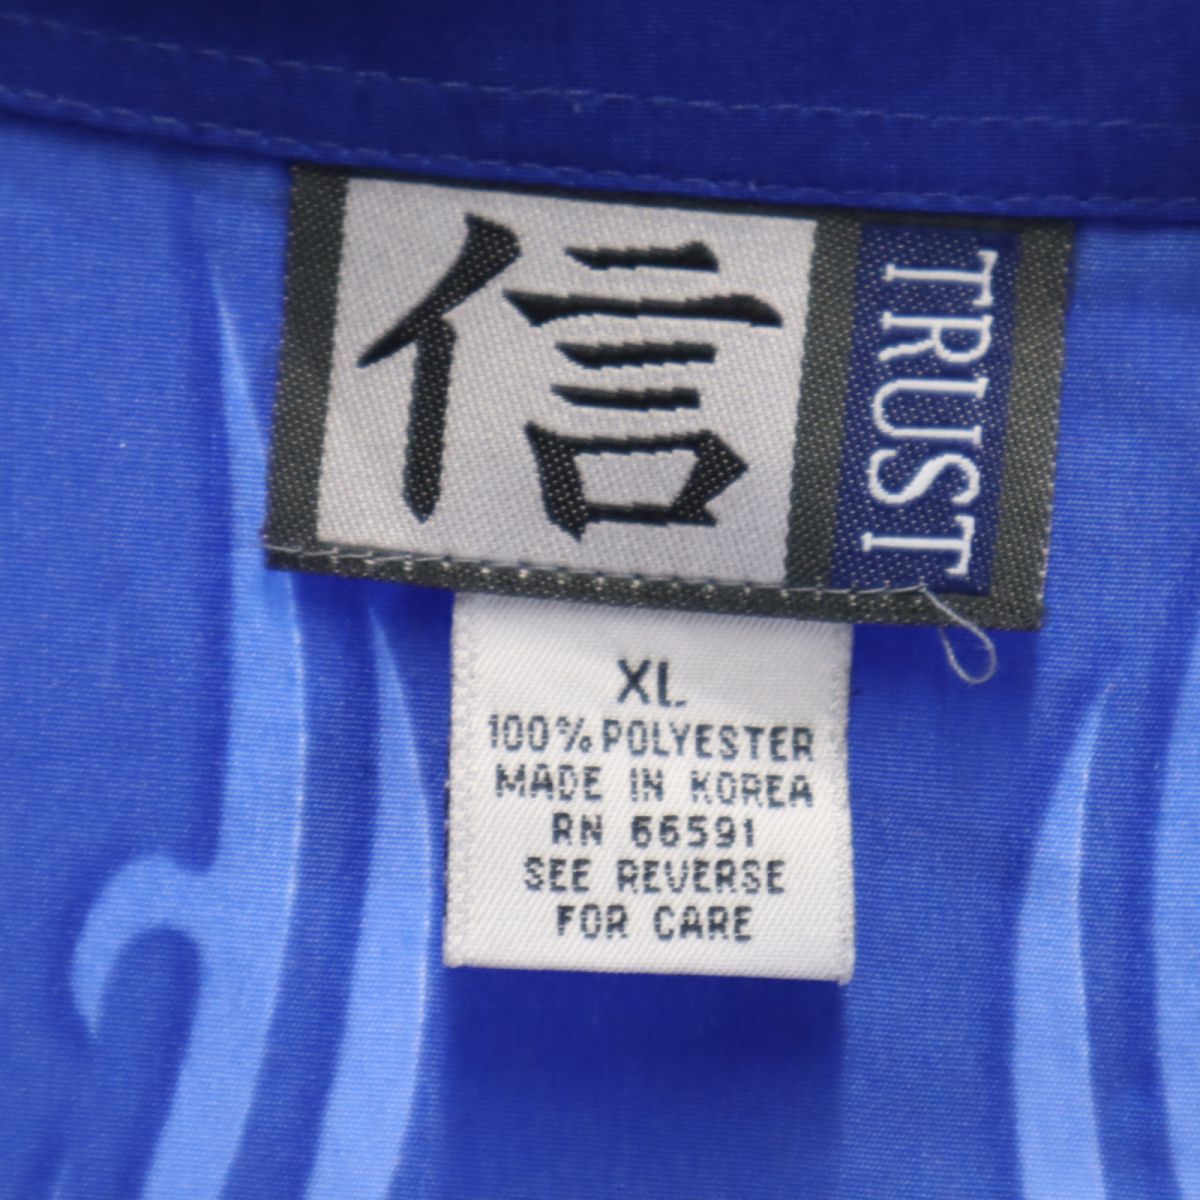 信
TRUST
XL
100% POLYESTER
MADE IN KOREA
RN 66591
SEE REVERSE
FOR CARE